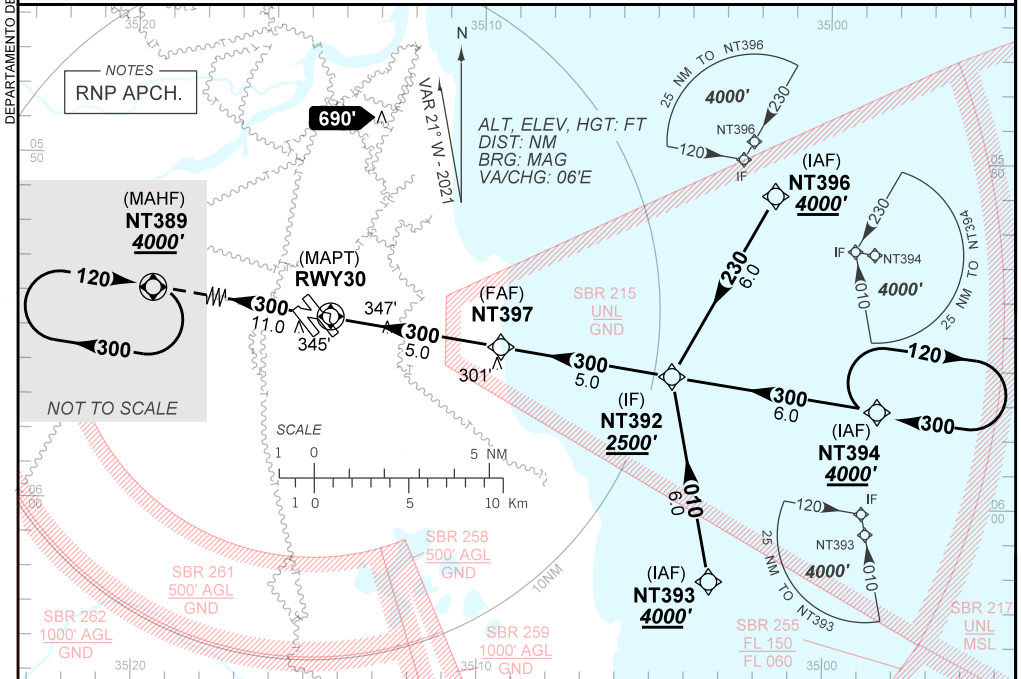 DEPARTAMENTO DE
35'20
35'10
35'00
NOTES
RNP APCH.
690'
N
VAR 21° W - 2021
ALT, ELEV, HGT: FT
DIST: NM
BRG: MAG
VA/CHG: 06'E
25 NM TO NT396
4000'
230
NT396
120
IF
05
50
05
50
(IAF)
NT396
4000'
(MAHF)
NT389
4000'
120
300
NOT TO SCALE
(MAPT)
RWY30
300
11.0
345'
347'
300
5.0
(FAF)
NT397
301'
SBR 215
UNL
GND
230
6.0
300
5.0
(IF)
NT392
2500'
300
6.0
230
IF
NT394
010
4000'
25 NM TO NT394
120
300
(IAF)
NT394
4000'
SCALE
1
0
5 NM
1
0
5
10 Km
010
6.0
(IAF)
NT393
4000'
120
IF
NT393
010
4000'
25 NM TO NT393
06
00
06
00
10NM
SBR 258
500' AGL
GND
SBR 261
500' AGL
GND
SBR 262
1000' AGL
GND
SBR 259
1000' AGL
GND
SBR 255
FL 150
FL 060
SBR 217
UNL
MSL
35'20
35'10
35'00